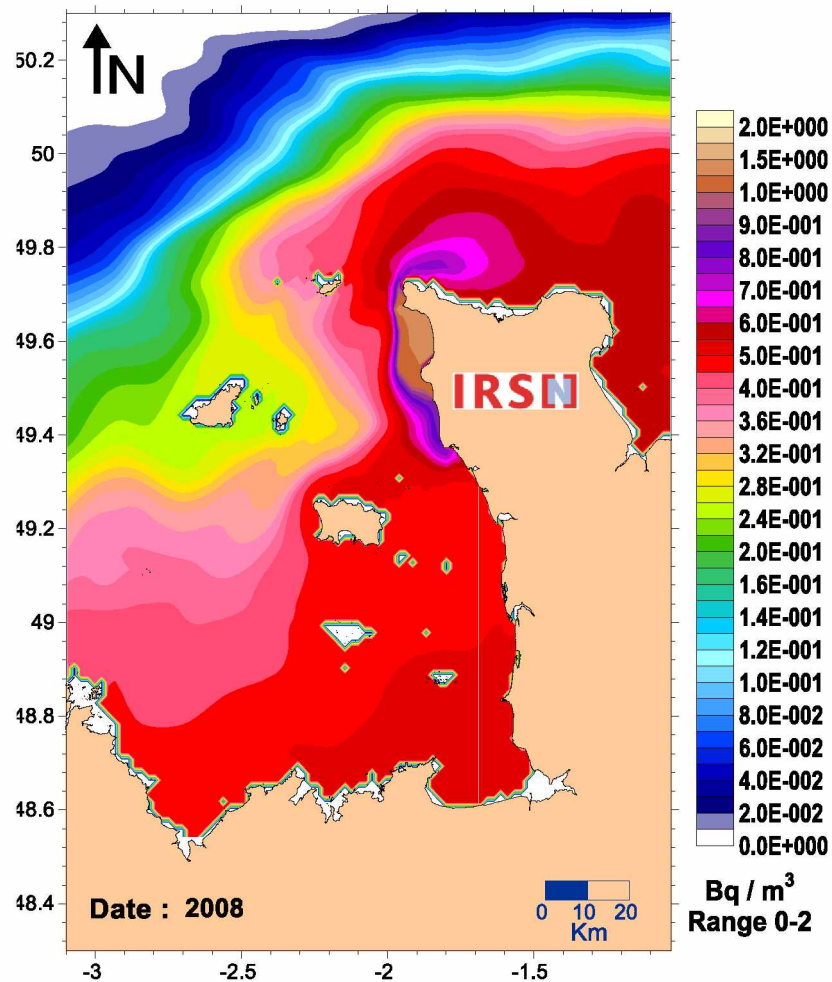 N
50.2
50
49.8
49.6
49.4
49.2
49
48.8
48.6
48.4
-3
-2.5
-2
-1.5
IRSN
Date : 2008
0 10 20
Km
2.0E+000
1.5E+000
1.0E+000
9.0E-001
8.0E-001
7.0E-001
6.0E-001
5.0E-001
4.0E-001
3.6E-001
3.2E-001
2.8E-001
2.4E-001
2.0E-001
1.6E-001
1.2E-001
1.0E-001
8.0E-002
6.0E-002
4.0E-002
2.0E-002
0.0E+000
Bq / m³
Range 0-2